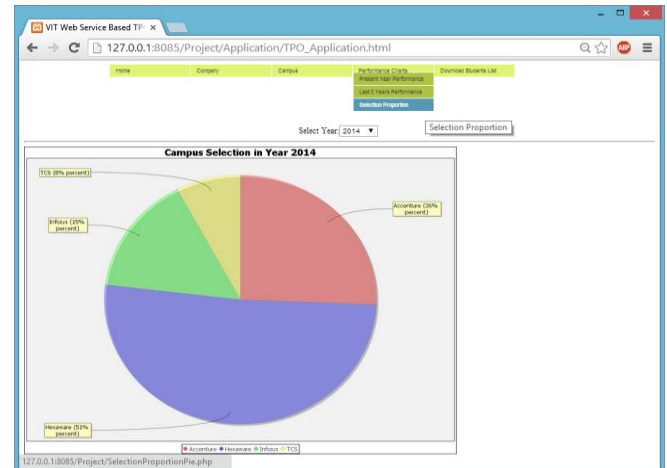 VIT Web Service Based TP
127.0.0.1:8085/Project/Application/TPO_Application.html
ABP
Home Company Campus Performance Charts Download Students List
Present Year Performance
Last 3 Years Performance
Selection Proportion
Select Year: 2014
Selection Proportion
Campus Selection in Year 2014
TCS (8% percent)
Accenture (26%
percent)
Infosys (15%
percent)
Hexaware (51%
percent)
Accenture Hexaware Infosys TCS
127.0.0.1:8085/Project/SelectionProportionPie.php